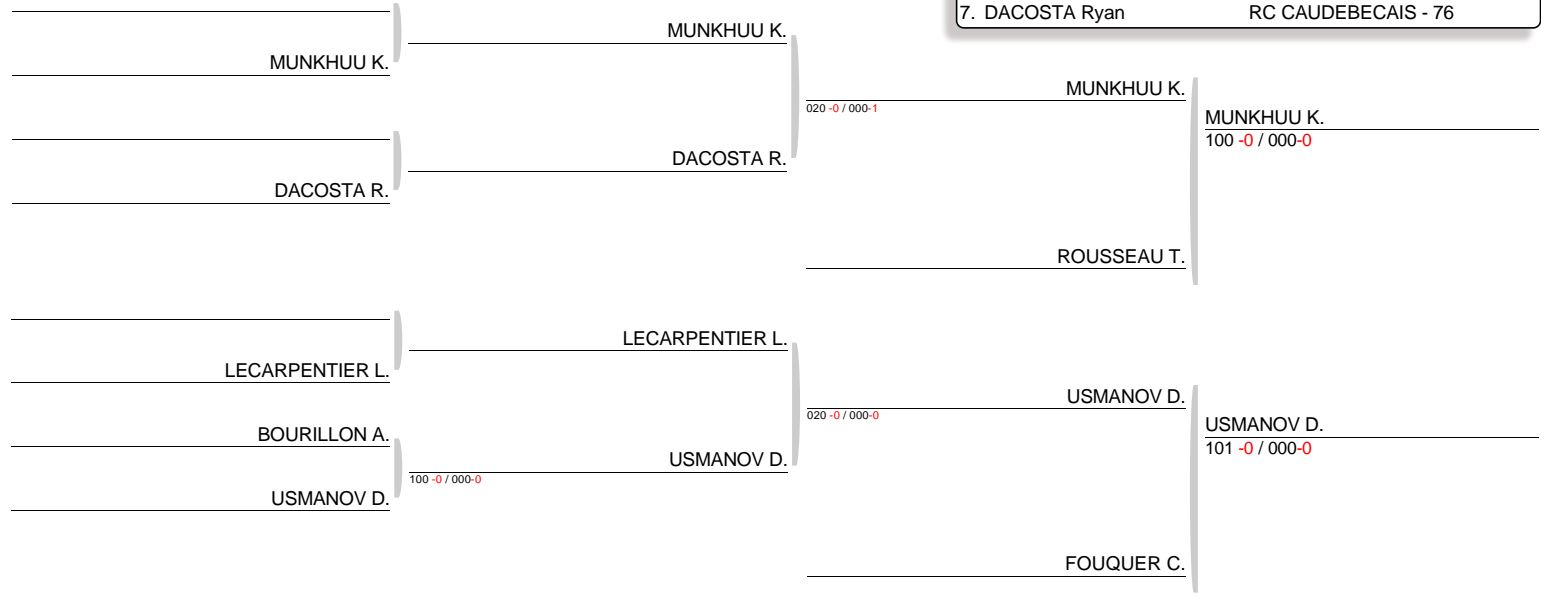 7. DACOSTA Ryan RC CAUDEBECAIS - 76
MUNKHUU K.
MUNKHUU K.
MUNKHUU K.
020 -0 / 000-1
MUNKHUU K.
100 -0 / 000-0
DACOSTA R.
DACOSTA R.
ROUSSEAU T.
LECARPENTIER L.
LECARPENTIER L.
USMANOV D.
020 -0 / 000-0
USMANOV D.
101 -0 / 000-0
BOURILLON A.
USMANOV D.
100 -0 / 000-0
USMANOV D.
FOUQUER C.